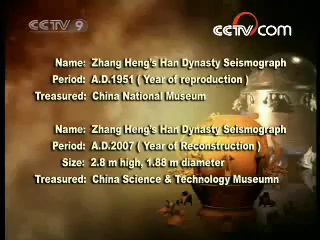 CCTV 9
CCTV.com
Name: Zhang Heng's Han Dynasty Seismograph
Period: A.D.1951 ( Year of reproduction )
Treasured: China National Museum
Name: Zhang Heng's Han Dynasty Seismograph
Period: A.D.2007 ( Year of Reconstruction )
Size: 2.8 m high, 1.88 m diameter
Treasured: China Science & Technology Museumn